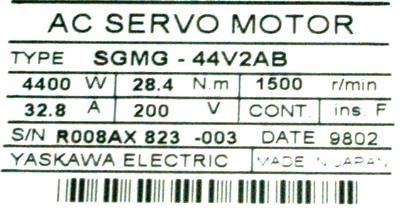 AC SERVO MOTOR
TYPE SGMG - 44V2AB
4400 W 28.4 N.m 1500 r/min
32.8 A 200 V CONT. ins. F
S/N R008AX 823 -003 DATE 9802
YASKAWA ELECTRIC MADE IN JAPAN